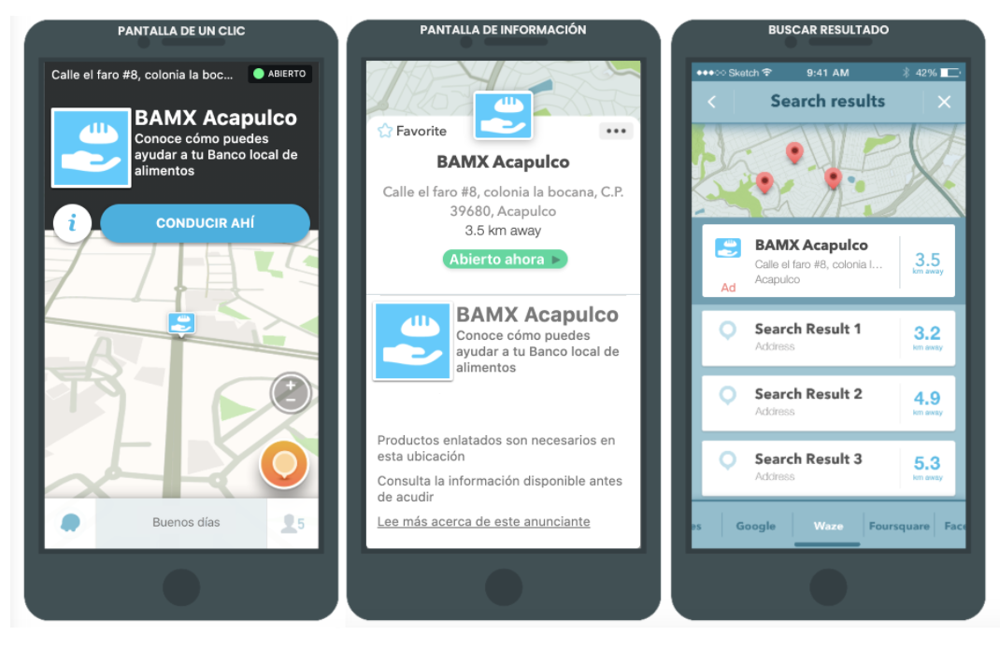 PANTALLA DE UN CLIC
Calle el faro #8, colonia la boc...
ABIERTO
BAMX Acapulco
Conoce cómo puedes
ayudar a tu Banco local de
alimentos
i
CONDUCIR AHÍ
+
−
Buenos días
5
PANTALLA DE INFORMACIÓN
Favorite
•••
BAMX Acapulco
Calle el faro #8, colonia la bocana, C.P.
39680, Acapulco
3.5 km away
Abierto ahora
BAMX Acapulco
Conoce cómo puedes
ayudar a tu Banco local de
alimentos
Productos enlatados son necesarios en
esta ubicación
Consulta la información disponible antes
de acudir
Lee más acerca de este anunciante
BUSCAR RESULTADO
Sketch 9:41 AM 42%
Search results
BAMX Acapulco
Calle el faro #8, colonia l...
Acapulco
Ad
3.5
km away
Search Result 1
Address
3.2
km away
Search Result 2
Address
4.9
km away
Search Result 3
Address
5.3
km away
es Google Waze Foursquare Face